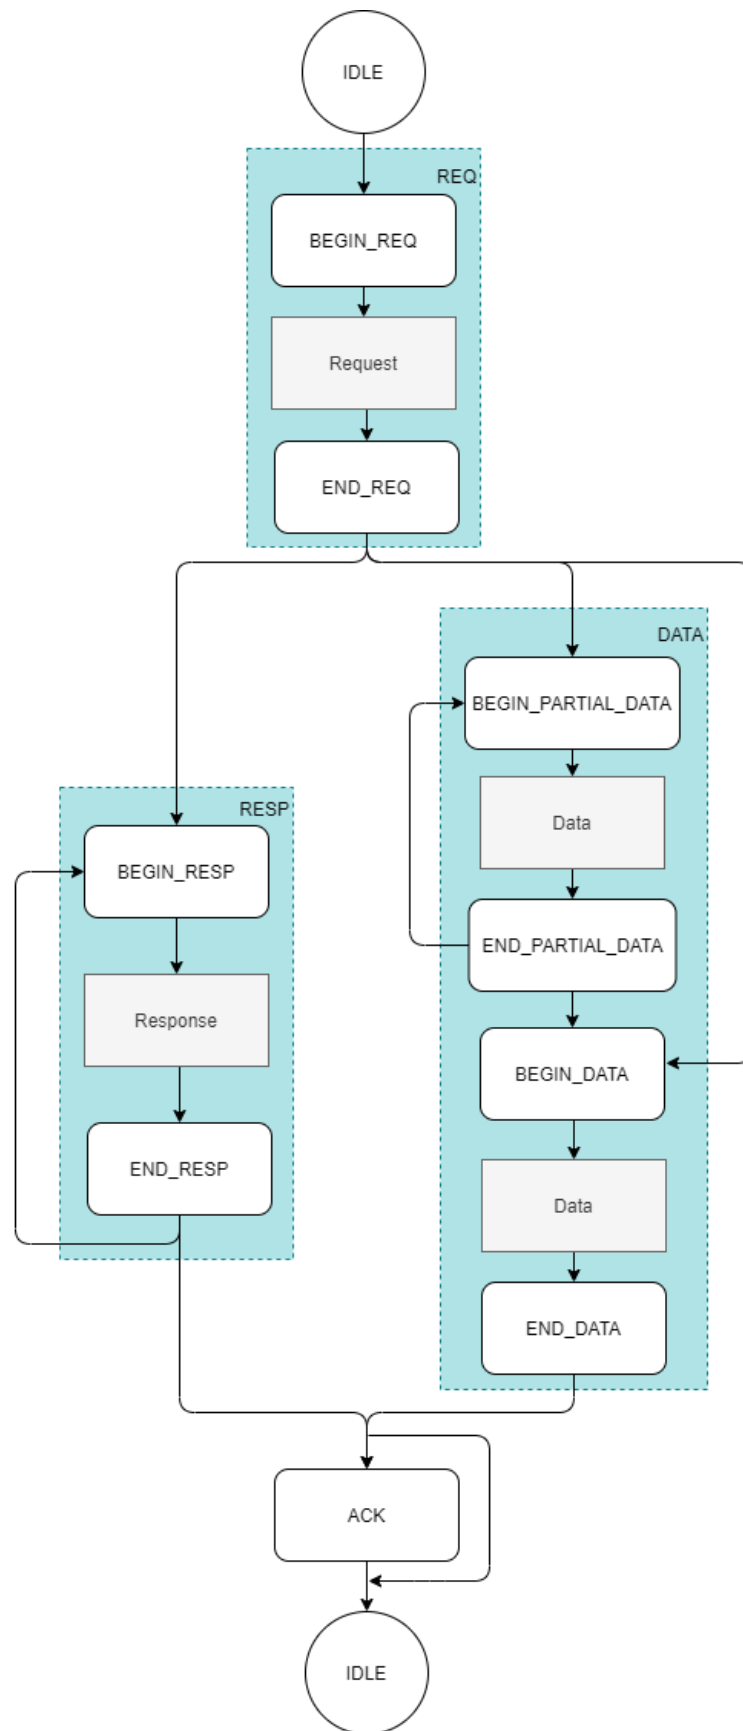 IDLE
REQ
BEGIN_REQ
Request
END_REQ
DATA
BEGIN_PARTIAL_DATA
Data
END_PARTIAL_DATA
BEGIN_DATA
Data
END_DATA
RESP
BEGIN_RESP
Response
END_RESP
ACK
IDLE